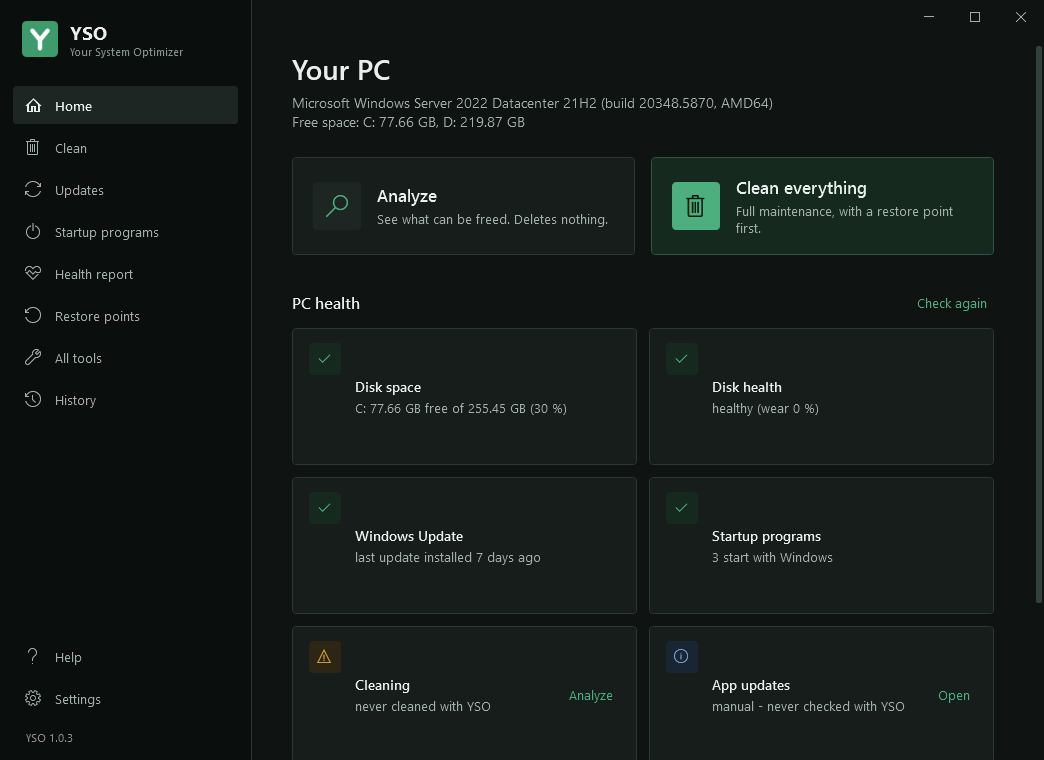 Y
YSO
Your System Optimizer
Home
Clean
Updates
Startup programs
Health report
Restore points
All tools
History
Help
Settings
YSO 1.0.3
Your PC
Microsoft Windows Server 2022 Datacenter 21H2 (build 20348.5870, AMD64)
Free space: C: 77.66 GB, D: 219.87 GB
Analyze
See what can be freed. Deletes nothing.
Clean everything
Full maintenance, with a restore point
first.
PC health
Check again
Disk space
C: 77.66 GB free of 255.45 GB (30 %)
Disk health
healthy (wear 0 %)
Windows Update
last update installed 7 days ago
Startup programs
3 start with Windows
Cleaning
never cleaned with YSO
Analyze
App updates
manual - never checked with YSO
Open